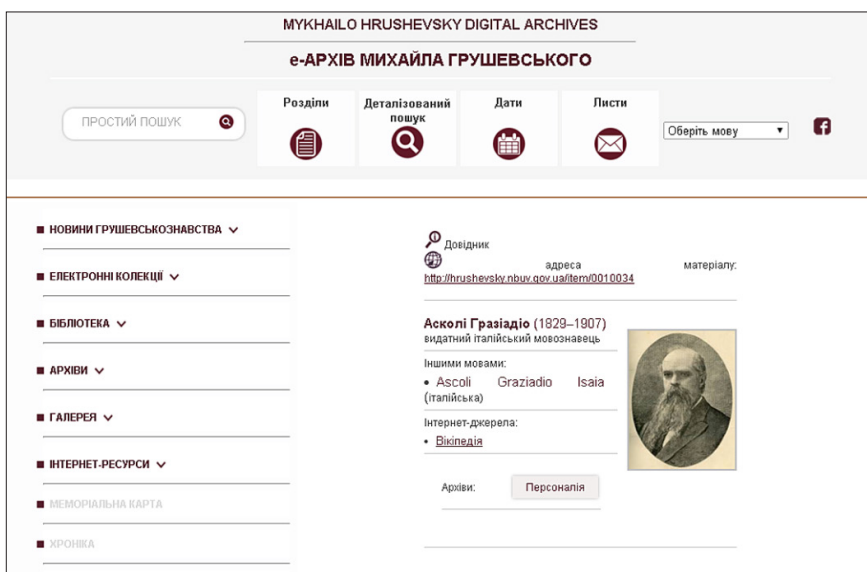 MYKHAILO HRUSHEVSKY DIGITAL ARCHIVES
е-АРХІВ МИХАЙЛА ГРУШЕВСЬКОГО
ПРОСТИЙ ПОШУК
Розділи
Деталізований
пошук
Дати
Листи
Оберіть мову
НОВИНИ ГРУШЕВСЬКОЗНАВСТВА
ЕЛЕКТРОННІ КОЛЕКЦІЇ
БІБЛІОТЕКА
АРХІВИ
ГАЛЕРЕЯ
ІНТЕРНЕТ-РЕСУРСИ
МЕМОРІАЛЬНА КАРТА
ХРОНІКА
Довідник
адреса матеріалу:
http://hrushevsky.nbuv.gov.ua/item/0010034
Асколі Ґразіадіо (1829–1907)
видатний італійський мовознавець
Іншими мовами:
• Ascoli Graziadio Isaia
(італійська)
Інтернет-джерела:
• Вікіпедія
Архіви: Персоналія